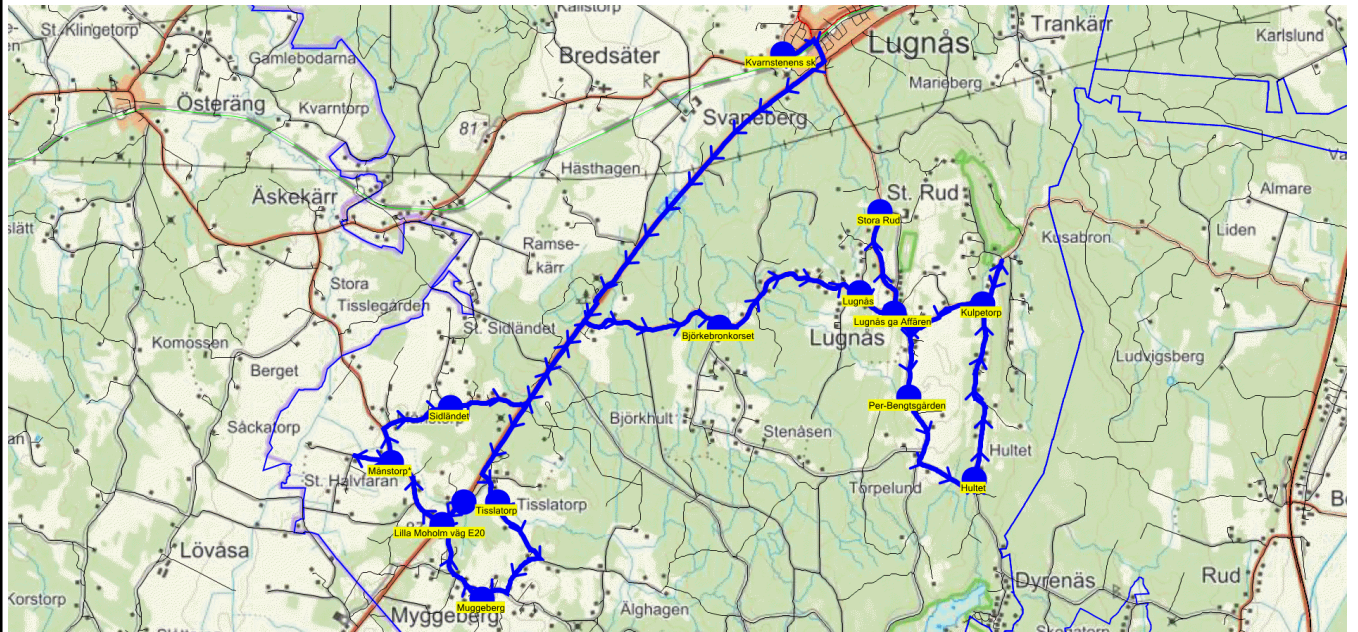 Källstorp
St. Klingetorp
Trankärr
Karlslund
Lugnås
Bredsäter
Gamlebodarna
Kvarnstenens sk
Marieberg
Österäng
Kvarntorp
Svaneberg
81
Hästhagen
Äskekärr
St. Rud
Almare
slätt
Stora Rud
Liden
Kusabron
Ramse-
kärr
Stora
Tisslegården
Lugnås
Kulpetorp
St. Sidländet
Lugnås ga Affären
Björkebronkorset
Lugnås
Komossen
Ludvigsberg
Berget
Per-Bengtsgården
Sidländet
Björkhult
Såckatorp
Stenåsen
Hultet
Månstorp*
St. Halvfaran
Torpelund
Hultet
Tisslatorp
Tisslatorp
Lilla Moholm väg E20
Lövåsa
Dyrenäs
Rud
Korstorp
Muggeberg
Myggeberg
Älghagen